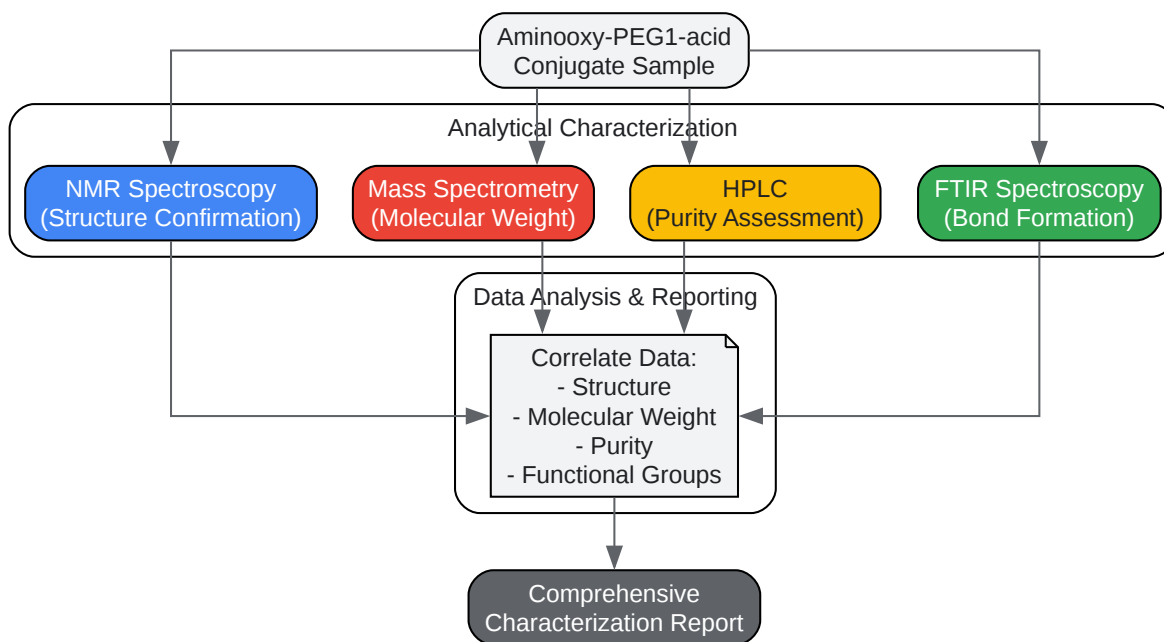 Aminooxy-PEG1-acid
Conjugate Sample
Analytical Characterization
NMR Spectroscopy
(Structure Confirmation)
Mass Spectrometry
(Molecular Weight)
HPLC
(Purity Assessment)
FTIR Spectroscopy
(Bond Formation)
Data Analysis & Reporting
Correlate Data:
- Structure
- Molecular Weight
- Purity
- Functional Groups
Comprehensive
Characterization Report